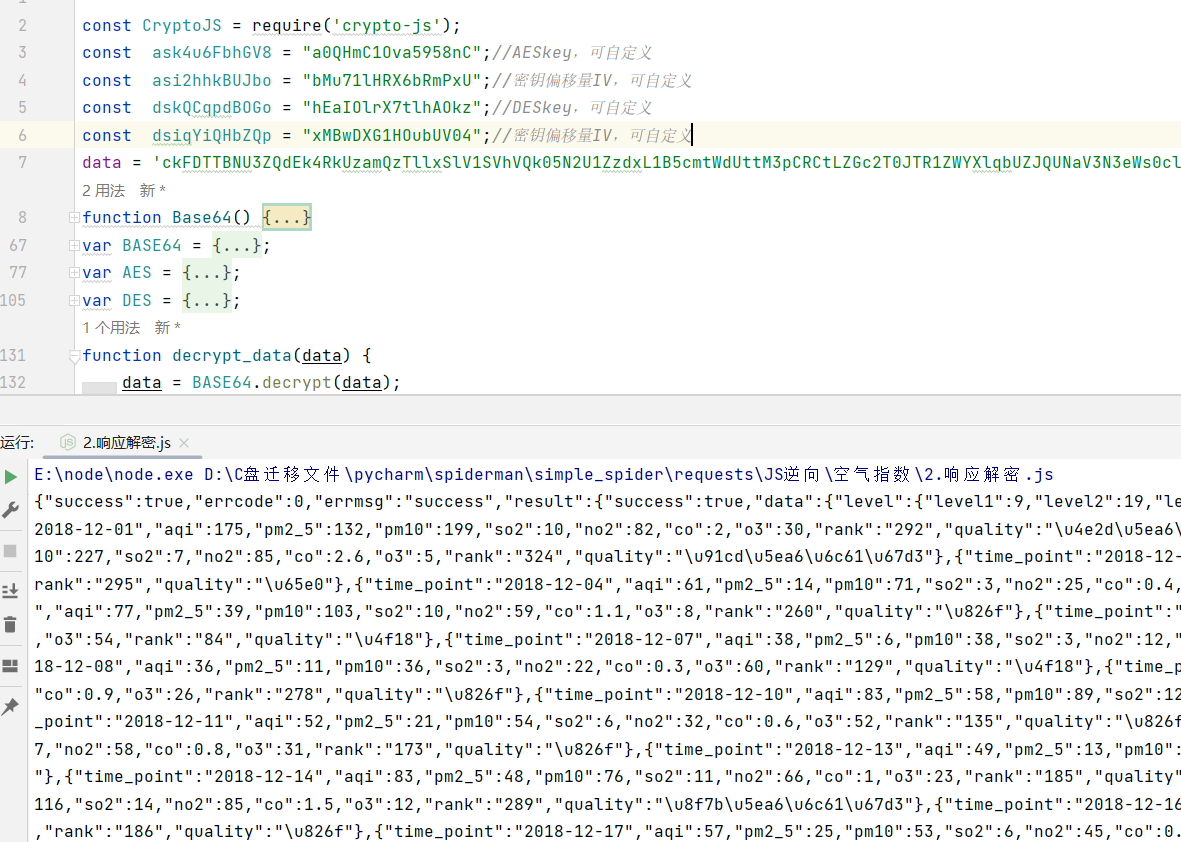 2 const CryptoJS = require('crypto-js');
3 const ask4u6FbhGV8 = "a0QHmC1Ova5958nC";//AESkey，可自定义
4 const asi2hhkBUJbo = "bMu71lHRX6bRmPxU";//密钥偏移量IV，可自定义
5 const dskQCqpdBOGo = "hEaIOlrX7tlhAOkz";//DESkey，可自定义
6 const dsiqYiQHbZQp = "xMBwDXG1HOubUV04";//密钥偏移量IV，可自定义
7 data = 'ckFDTTBNU3ZQdEk4RkUzamQzTllxSlV1SVhVQk05N2U1ZzdxL1B5cmtWdUttM3pCRCtLZGc2T0JTR1ZWYXlqbUZJQUNaV3N3eWs0cl
2 用法 新 *
8 function Base64() {...}
67 var BASE64 = {...};
77 var AES = {...};
105 var DES = {...};
1 个用法 新 *
131 function decrypt_data(data) {
132 data = BASE64.decrypt(data);
运行: 2.响应解密.js ×
E:\node\node.exe D:\C盘迁移文件\pycharm\spiderman\simple_spider\requests\JS逆向\空气指数\2.响应解密.js
{"success":true,"errcode":0,"errmsg":"success","result":{"success":true,"data":{"level":{"level1":9,"level2":19,"le
2018-12-01","aqi":175,"pm2_5":132,"pm10":199,"so2":10,"no2":82,"co":2,"o3":30,"rank":"292","quality":"\u4e2d\u5ea6\
10":227,"so2":7,"no2":85,"co":2.6,"o3":5,"rank":"324","quality":"\u91cd\u5ea6\u6c61\u67d3"},{"time_point":"2018-12-
rank":"295","quality":"\u65e0"},{"time_point":"2018-12-04","aqi":61,"pm2_5":14,"pm10":71,"so2":3,"no2":25,"co":0.4,
","aqi":77,"pm2_5":39,"pm10":103,"so2":10,"no2":59,"co":1.1,"o3":8,"rank":"260","quality":"\u826f"},{"time_point":"
,"o3":54,"rank":"84","quality":"\u4f18"},{"time_point":"2018-12-07","aqi":38,"pm2_5":6,"pm10":38,"so2":3,"no2":12,"
18-12-08","aqi":36,"pm2_5":11,"pm10":36,"so2":3,"no2":22,"co":0.3,"o3":60,"rank":"129","quality":"\u4f18"},{"time_p
"co":0.9,"o3":26,"rank":"278","quality":"\u826f"},{"time_point":"2018-12-10","aqi":83,"pm2_5":58,"pm10":89,"so2":12
_point":"2018-12-11","aqi":52,"pm2_5":21,"pm10":54,"so2":6,"no2":32,"co":0.6,"o3":52,"rank":"135","quality":"\u826f
7,"no2":58,"co":0.8,"o3":31,"rank":"173","quality":"\u826f"},{"time_point":"2018-12-13","aqi":49,"pm2_5":13,"pm10":
"},{"time_point":"2018-12-14","aqi":83,"pm2_5":48,"pm10":76,"so2":11,"no2":66,"co":1,"o3":23,"rank":"185","quality"
116,"so2":14,"no2":85,"co":1.5,"o3":12,"rank":"289","quality":"\u8f7b\u5ea6\u6c61\u67d3"},{"time_point":"2018-12-16
,"rank":"186","quality":"\u826f"},{"time_point":"2018-12-17","aqi":57,"pm2_5":25,"pm10":53,"so2":6,"no2":45,"co":0.